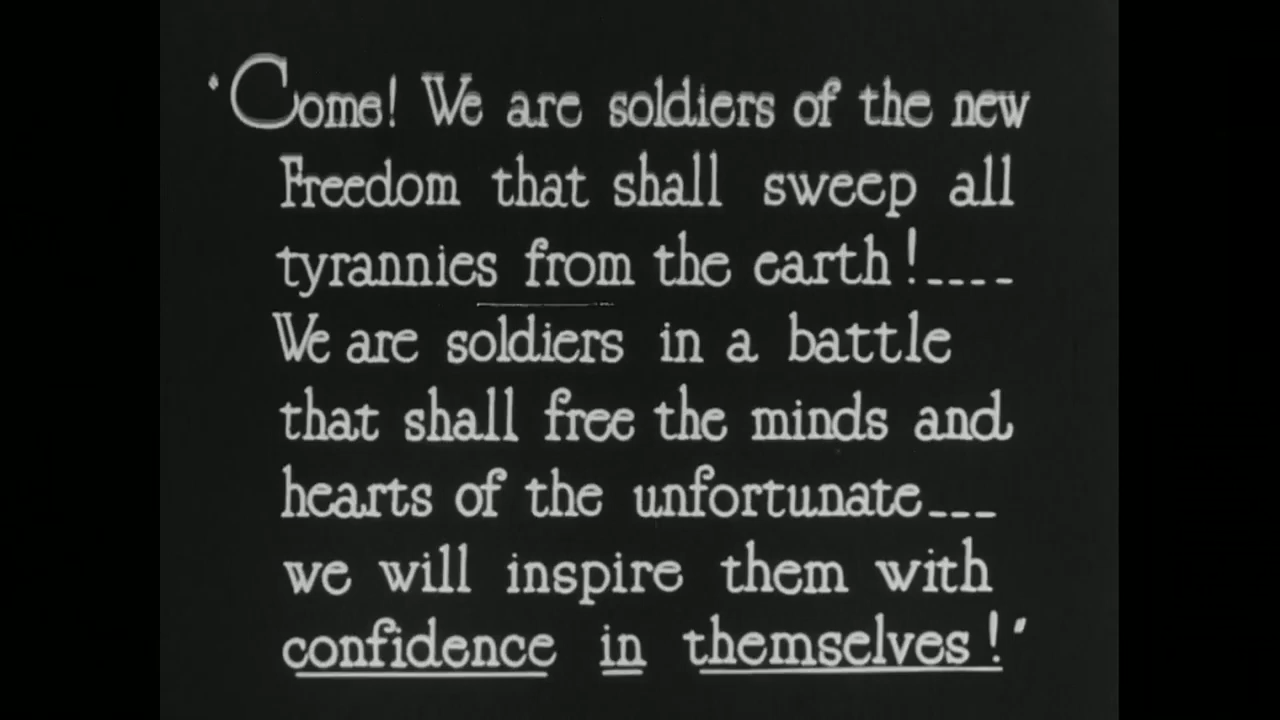 "Come! We are soldiers of the new
Freedom that shall sweep all
tyrannies from the earth!----
We are soldiers in a battle
that shall free the minds and
hearts of the unfortunate---
we will inspire them with
confidence in themselves!"